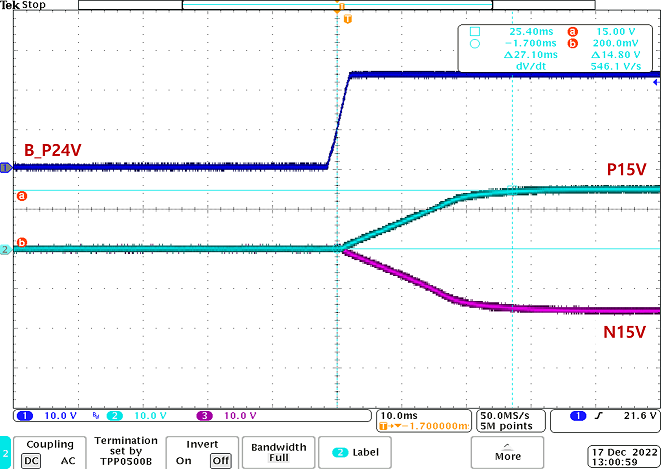 Tek Stop
T
T
25.40ms a 15.00 V
−1.700ms b 200.0mV
Δ27.10ms Δ14.80 V
dV/dt 546.1 V/s
B_P24V
1
P15V
a
b
2
N15V
1 10.0 V 2 10.0 V 3 10.0 V
10.0ms 50.0MS/s 1 21.6 V
T→▼−1.700000m 5M points
2
Coupling
DC AC
Termination
set by
TPP0500B
Invert
On Off
Bandwidth
Full
2 Label
More
17 Dec 2022
13:00:59